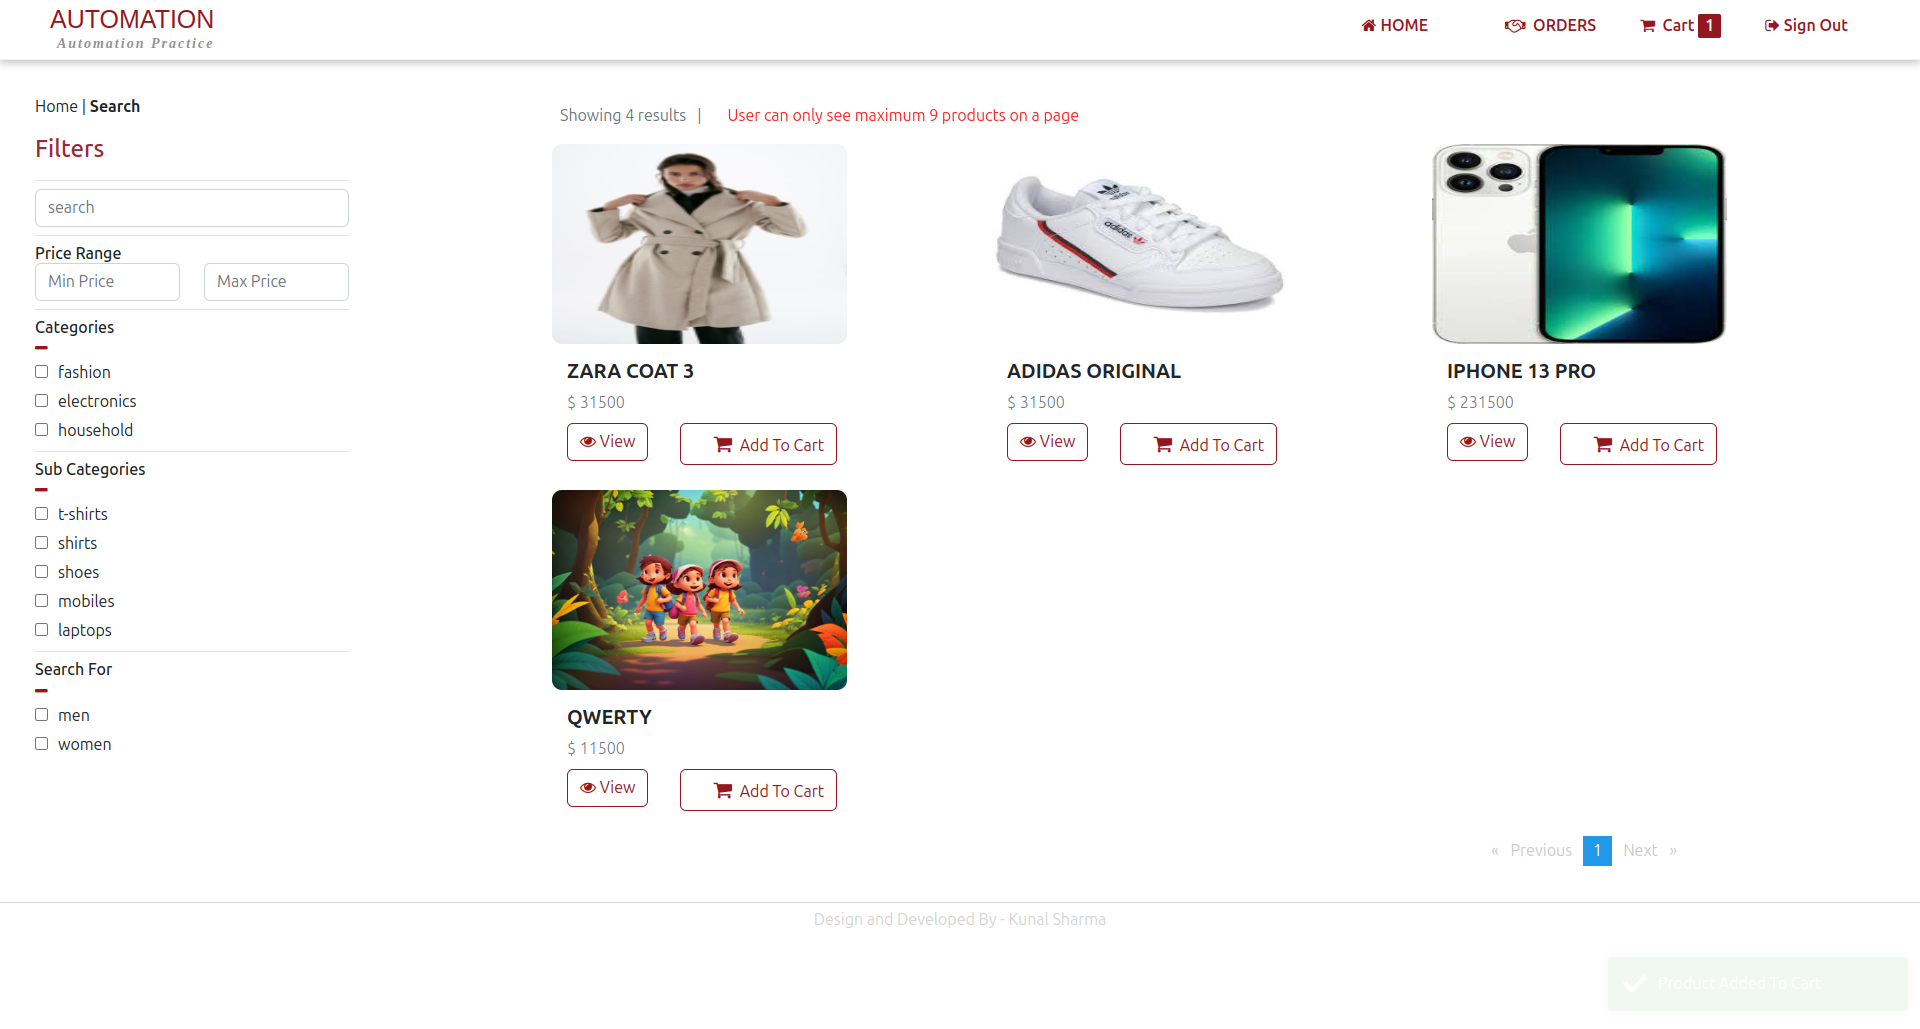 AUTOMATION
Automation Practice
HOME
ORDERS
Cart 1
Sign Out
Home | Search
Filters
search
Price Range
Min Price
Max Price
Categories
fashion
electronics
household
Sub Categories
t-shirts
shirts
shoes
mobiles
laptops
Search For
men
women
Showing 4 results |
User can only see maximum 9 products on a page
adidas
ZARA COAT 3
$ 31500
View
Add To Cart
ADIDAS ORIGINAL
$ 31500
View
Add To Cart
IPHONE 13 PRO
$ 231500
View
Add To Cart
QWERTY
$ 11500
View
Add To Cart
« Previous 1 Next »
Design and Developed By - Kunal Sharma
Product Added To Cart